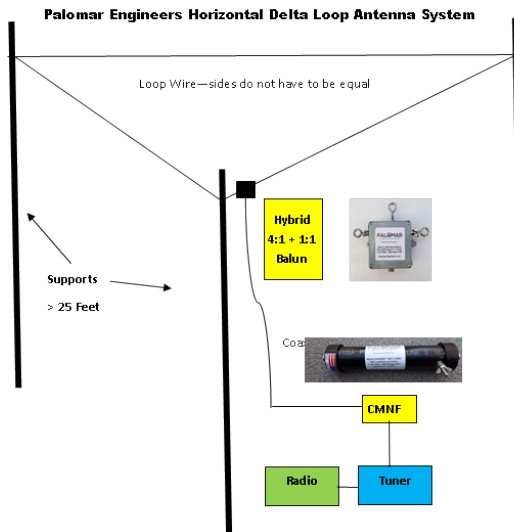 Palomar Engineers Horizontal Delta Loop Antenna System
Loop Wire—sides do not have to be equal
Hybrid
4:1 + 1:1
Balun
PALOMAR
Supports
> 25 Feet
CMNF
Radio
Tuner